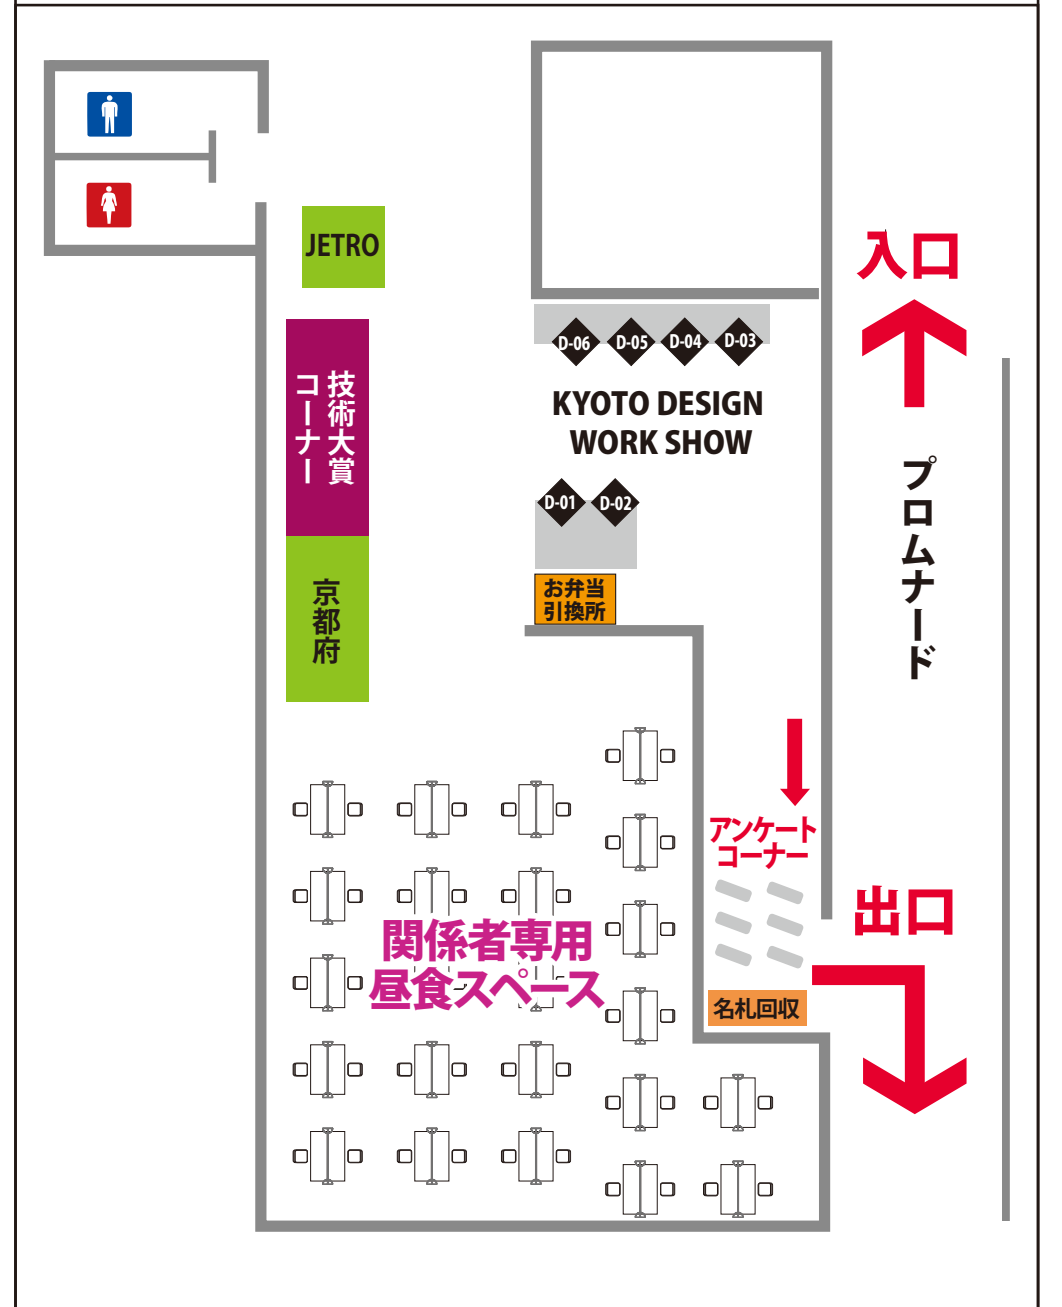 JETRO
入口
D-06 D-05 D-04 D-03
技術大賞
コーナー
KYOTO DESIGN
WORK SHOW
プロムナード
D-01 D-02
お弁当
引換所
京都府
アンケート
コーナー
出口
関係者専用
昼食スペース
名札回収